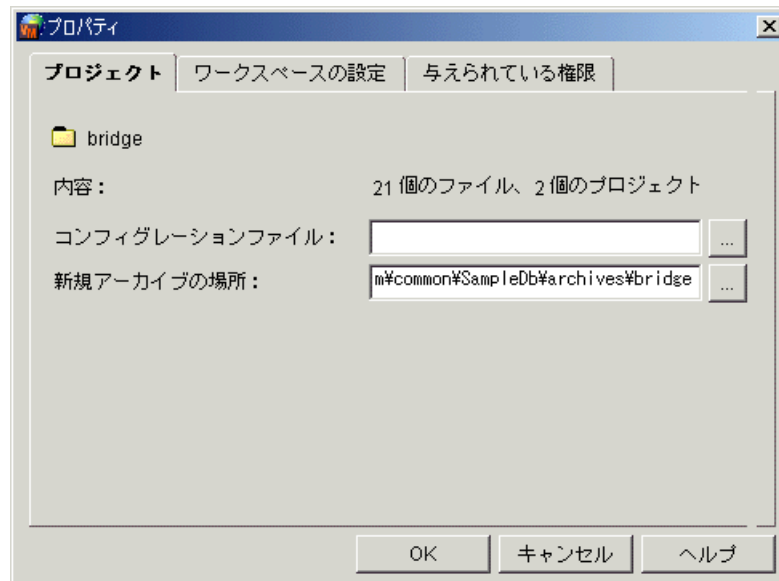 プロパティ
プロジェクト ワークスペースの設定 与えられている権限
bridge
内容： 21 個のファイル、2 個のプロジェクト
コンフィグレーションファイル： ...
新規アーカイブの場所： m¥common¥SampleDb¥archives¥bridge ...
OK キャンセル ヘルプ